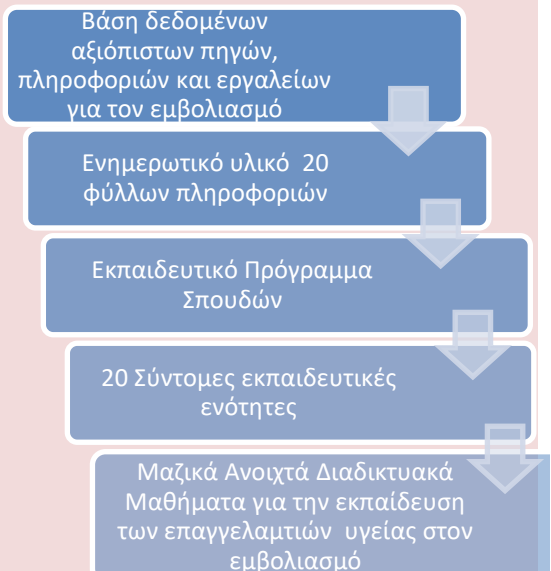 Βάση δεδομένων
αξιόπιστων πηγών,
πληροφοριών και εργαλείων
για τον εμβολιασμό
Ενημερωτικό υλικό 20
φύλλων πληροφοριών
Εκπαιδευτικό Πρόγραμμα
Σπουδών
20 Σύντομες εκπαιδευτικές
ενότητες
Μαζικά Ανοιχτά Διαδικτυακά
Μαθήματα για την εκπαίδευση
των επαγγελαμτιών υγείας στον
εμβολιασμό